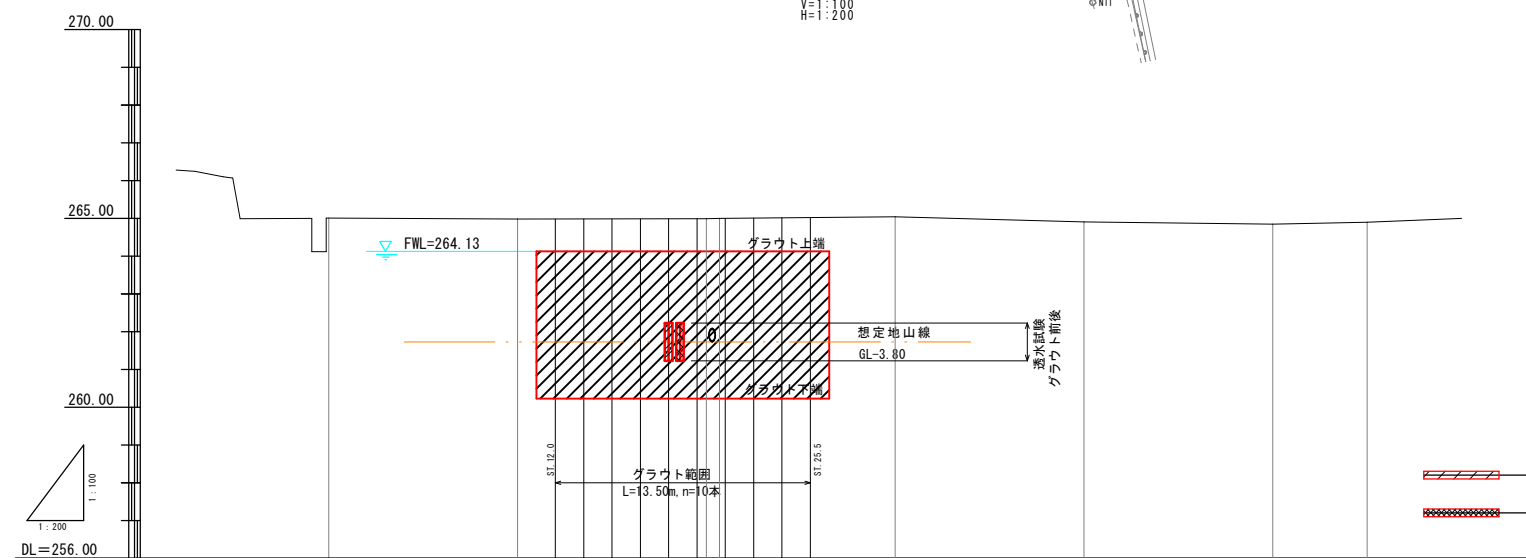 V=1:100
H=1:200
270.00
265.00
FWL=264.13
グラウト上端
想定地山線
GL-3.80
透水試験
グラウト前後
グラウト下端
260.00
ST.12.0
ST.25.5
グラウト範囲
L=13.50m,n=10本
1:100
1:200
DL=256.00